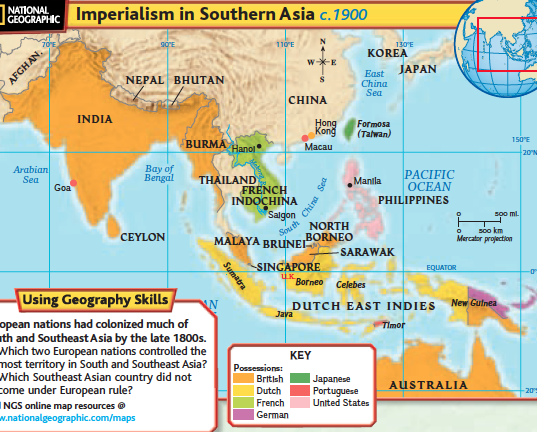 NATIONAL
GEOGRAPHIC
Imperialism in Southern Asia c.1900
70°E
90°E
110°E
130°E
N
W E
S
AFGHAN.
KOREA
JAPAN
East
China
Sea
NEPAL BHUTAN
CHINA
INDIA
Hong
Kong
Macau
Formosa
(Taiwan)
150°E
20°N
BURMA
Hanoi
Arabian
Sea
Goa
Bay of
Bengal
THAILAND
FRENCH
INDOCHINA
Saigon
South China Sea
Manila
PHILIPPINES
PACIFIC
OCEAN
0 500 mi.
0 500 km
Mercator projection
CEYLON
MALAYA
BRUNEI
NORTH
BORNEO
SARAWAK
SINGAPORE
U.K.
EQUATOR
0°
Sumatra
Borneo
Celebes
New Guinea
DUTCH EAST INDIES
Java
Timor
AN
AUSTRALIA
20°S
Using Geography Skills
opean nations had colonized much of
uth and Southeast Asia by the late 1800s.
Which two European nations controlled the
most territory in South and Southeast Asia?
Which Southeast Asian country did not
come under European rule?
NGS online map resources @
w.nationalgeographic.com/maps
KEY
Possessions:
British
Dutch
French
German
Japanese
Portuguese
United States